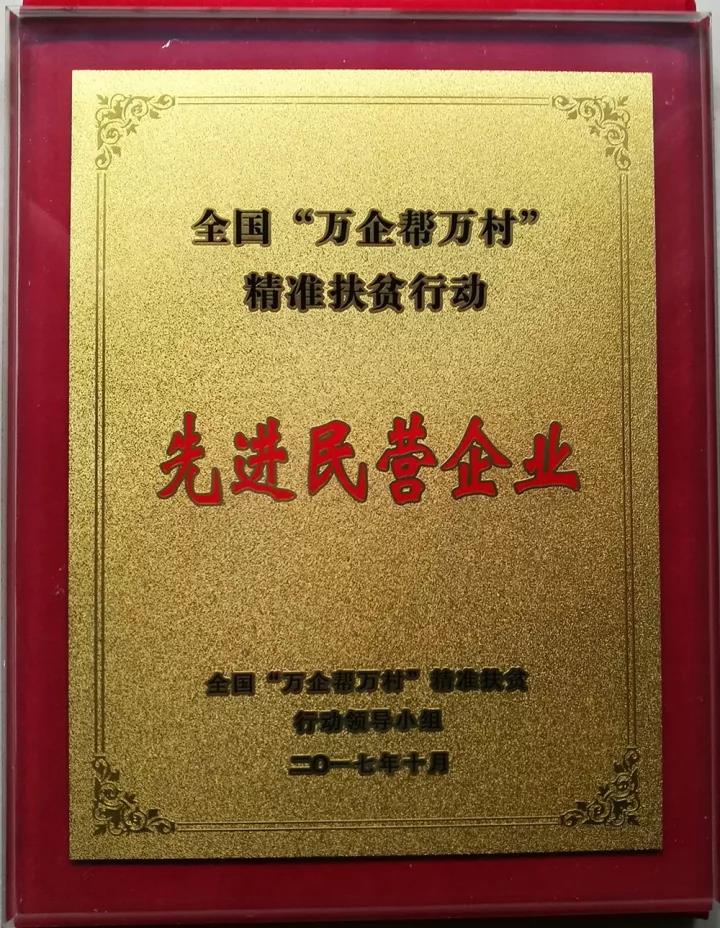 全国“万企帮万村”
精准扶贫行动
先进民营企业
全国“万企帮万村”精准扶贫
行动领导小组
二〇一七年十月